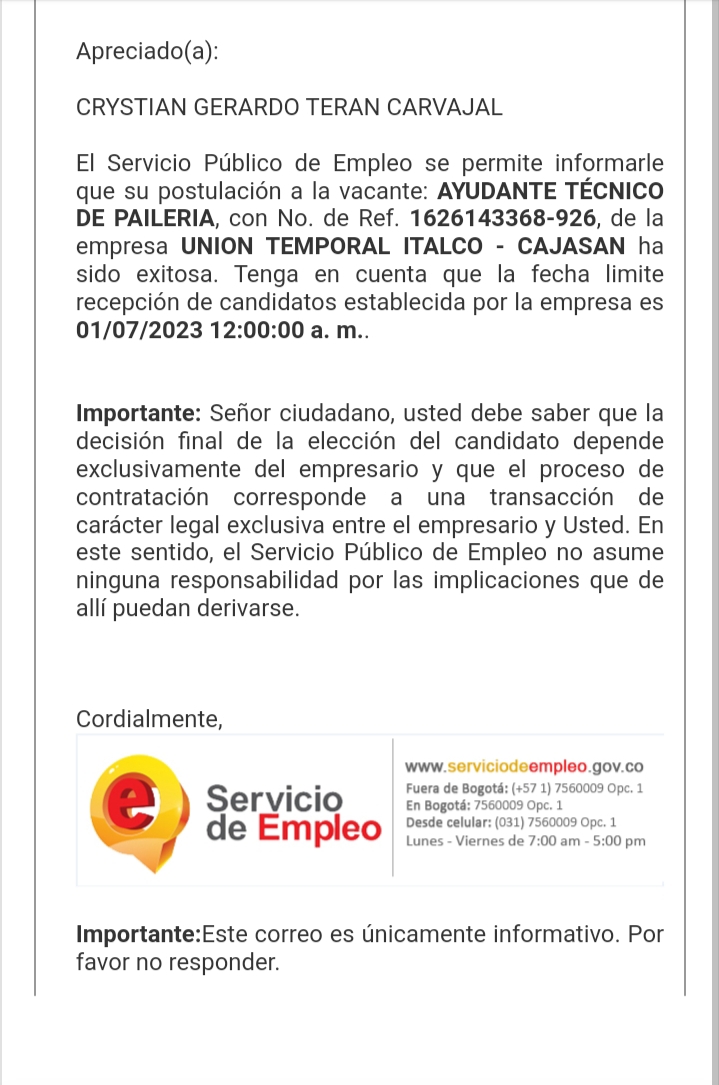 Apreciado(a):
CRYSTIAN GERARDO TERAN CARVAJAL
El Servicio Público de Empleo se permite informarle
que su postulación a la vacante: AYUDANTE TÉCNICO
DE PAILERIA, con No. de Ref. 1626143368-926, de la
empresa UNION TEMPORAL ITALCO - CAJASAN ha
sido exitosa. Tenga en cuenta que la fecha limite
recepción de candidatos establecida por la empresa es
01/07/2023 12:00:00 a. m..
Importante: Señor ciudadano, usted debe saber que la
decisión final de la elección del candidato depende
exclusivamente del empresario y que el proceso de
contratación corresponde a una transacción de
carácter legal exclusiva entre el empresario y Usted. En
este sentido, el Servicio Público de Empleo no asume
ninguna responsabilidad por las implicaciones que de
allí puedan derivarse.
Cordialmente,
e
Servicio
de Empleo
www.serviciodeempleo.gov.co
Fuera de Bogotá: (+57 1) 7560009 Opc. 1
En Bogotá: 7560009 Opc. 1
Desde celular: (031) 7560009 Opc. 1
Lunes - Viernes de 7:00 am - 5:00 pm
Importante:Este correo es únicamente informativo. Por
favor no responder.